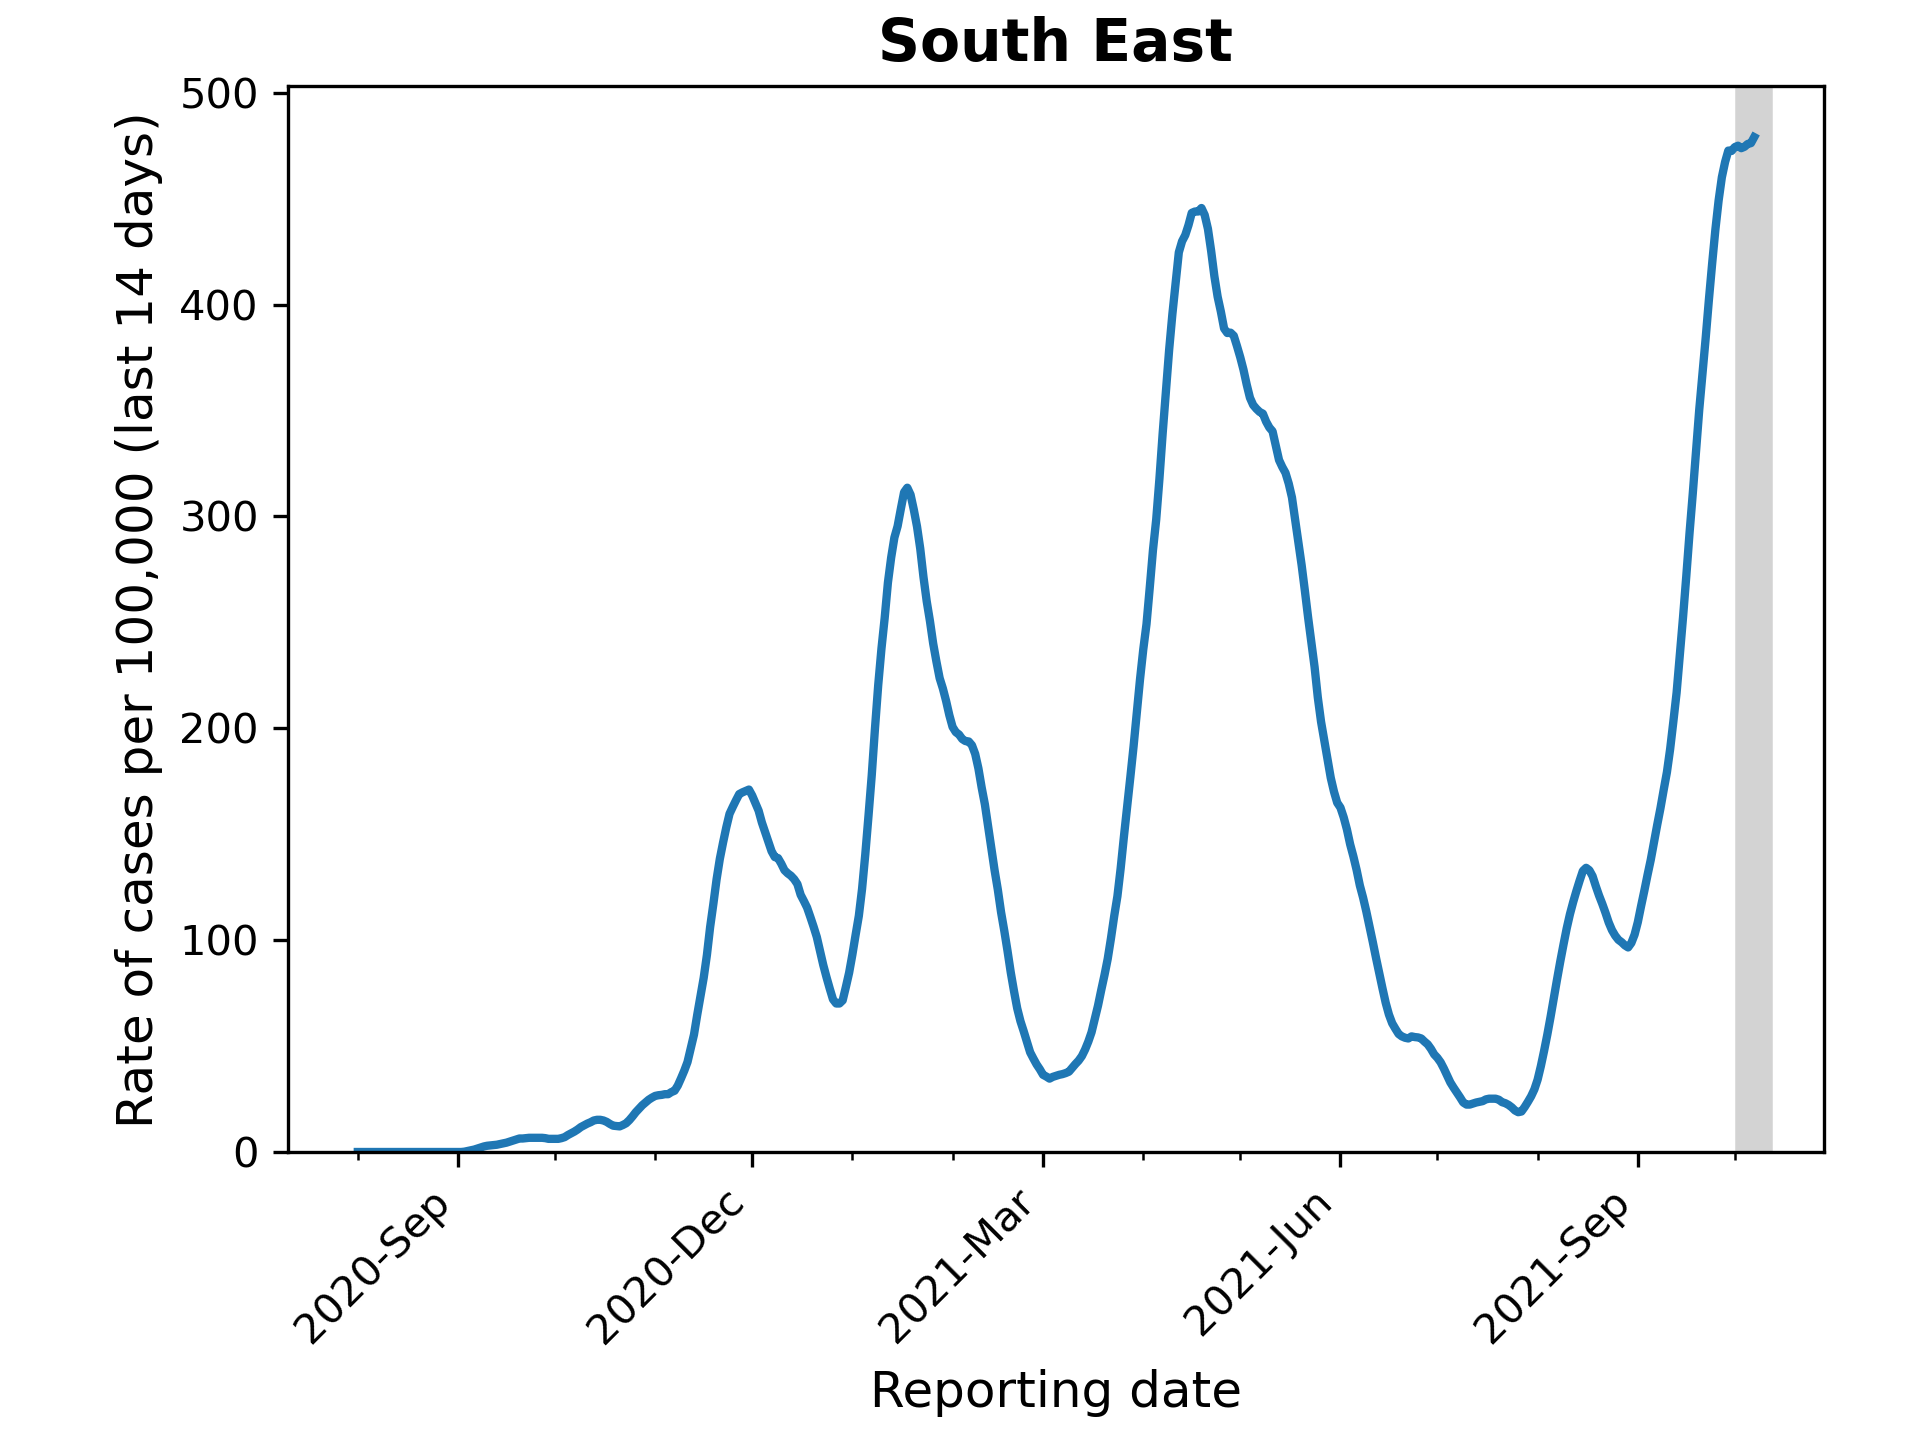 South East
Rate of cases per 100,000 (last 14 days)
500
400
300
200
100
0
2020-Sep
2020-Dec
2021-Mar
2021-Jun
2021-Sep
Reporting date